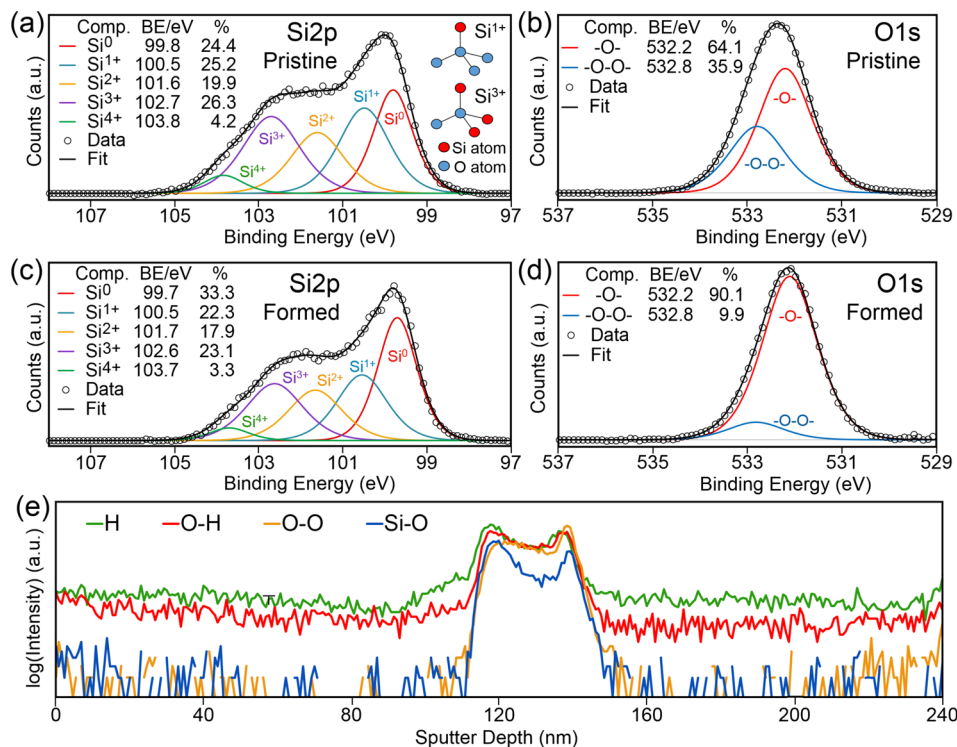 (a)
Comp. BE/eV %
Si0 99.8 24.4
Si1+ 100.5 25.2
Si2+ 101.6 19.9
Si3+ 102.7 26.3
Si4+ 103.8 4.2
Data
Fit
Si2p
Pristine
Si1+
Si3+
Si atom
O atom
Si4+
Si3+
Si2+
Si1+
Si0
Counts (a.u.)
107 105 103 101 99 97
Binding Energy (eV)
(b)
Comp. BE/eV %
-O- 532.2 64.1
-O-O- 532.8 35.9
Data
Fit
O1s
Pristine
-O-
-O-O-
Counts (a.u.)
537 535 533 531 529
Binding Energy (eV)
(c)
Comp. BE/eV %
Si0 99.7 33.3
Si1+ 100.5 22.3
Si2+ 101.7 17.9
Si3+ 102.6 23.1
Si4+ 103.7 3.3
Data
Fit
Si2p
Formed
Si4+
Si3+
Si2+
Si1+
Si0
Counts (a.u.)
107 105 103 101 99 97
Binding Energy (eV)
(d)
Comp. BE/eV %
-O- 532.2 90.1
-O-O- 532.8 9.9
Data
Fit
O1s
Formed
-O-
-O-O-
Counts (a.u.)
537 535 533 531 529
Binding Energy (eV)
(e)
H O-H O-O Si-O
log(Intensity) (a.u.)
0 40 80 120 160 200 240
Sputter Depth (nm)